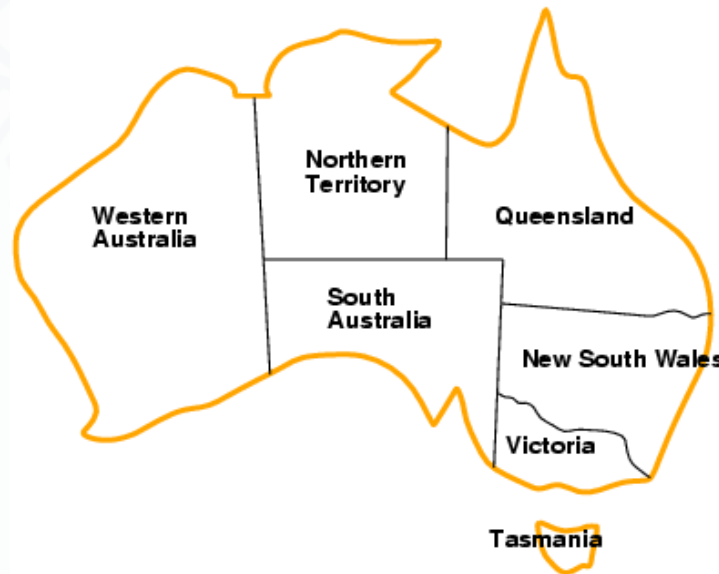 Northern
Territory
Western
Australia
Queensland
South
Australia
New South Wales
Victoria
Tasmania